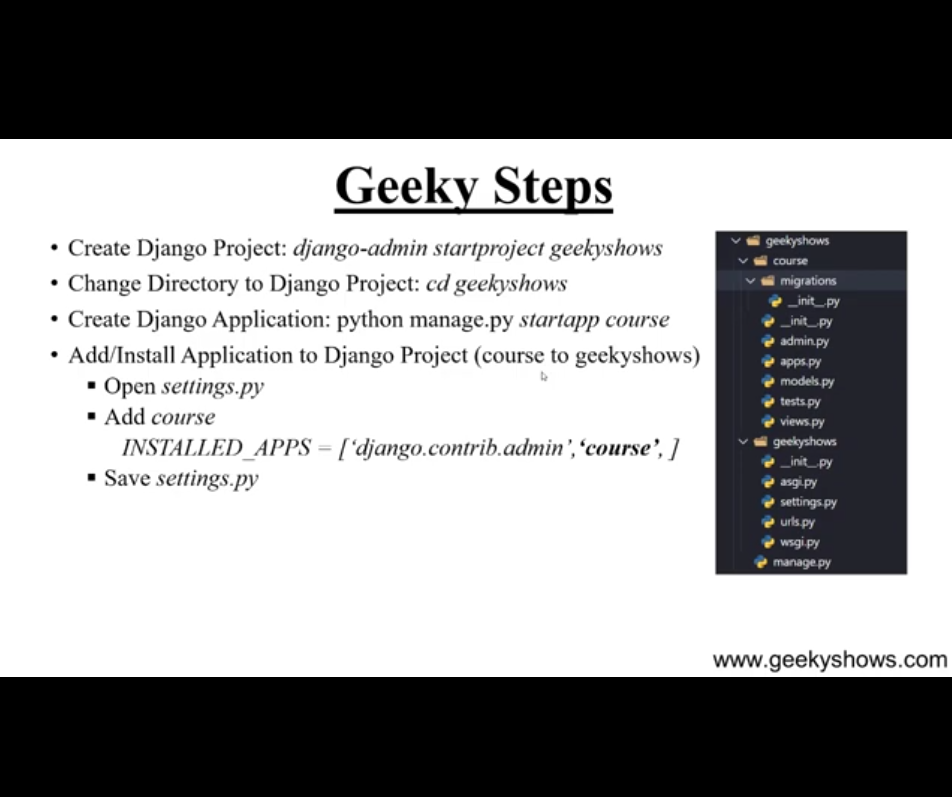 Geeky Steps
• Create Django Project: django-admin startproject geekyshows
• Change Directory to Django Project: cd geekyshows
• Create Django Application: python manage.py startapp course
• Add/Install Application to Django Project (course to geekyshows)
▪ Open settings.py
▪ Add course
INSTALLED_APPS = [‘django.contrib.admin’,‘course’, ]
▪ Save settings.py
geekyshows
course
migrations
__init__.py
__init__.py
admin.py
apps.py
models.py
tests.py
views.py
geekyshows
__init__.py
asgi.py
settings.py
urls.py
wsgi.py
manage.py
www.geekyshows.com